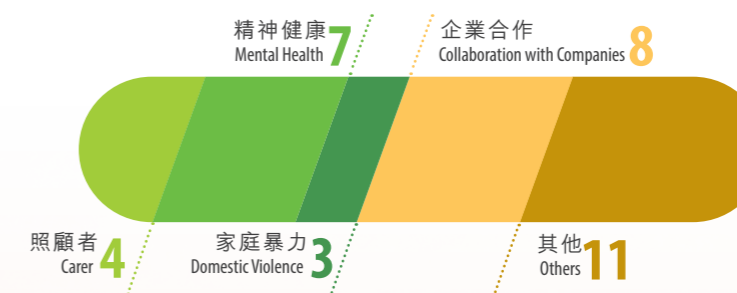 精神健康 7
Mental Health
企業合作 8
Collaboration with Companies
照顧者 4
Carer
家庭暴力 3
Domestic Violence
其他 11
Others